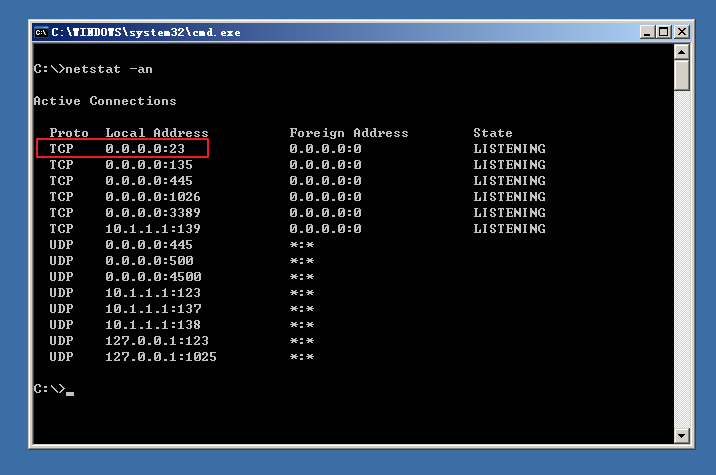 C:\WINDOWS\system32\cmd.exe
C:\>netstat -an
Active Connections
Proto Local Address Foreign Address State
TCP 0.0.0.0:23 0.0.0.0:0 LISTENING
TCP 0.0.0.0:135 0.0.0.0:0 LISTENING
TCP 0.0.0.0:445 0.0.0.0:0 LISTENING
TCP 0.0.0.0:1026 0.0.0.0:0 LISTENING
TCP 0.0.0.0:3389 0.0.0.0:0 LISTENING
TCP 10.1.1.1:139 0.0.0.0:0 LISTENING
UDP 0.0.0.0:445 *:*
UDP 0.0.0.0:500 *:*
UDP 0.0.0.0:4500 *:*
UDP 10.1.1.1:123 *:*
UDP 10.1.1.1:137 *:*
UDP 10.1.1.1:138 *:*
UDP 127.0.0.1:123 *:*
UDP 127.0.0.1:1025 *:*
C:\>_